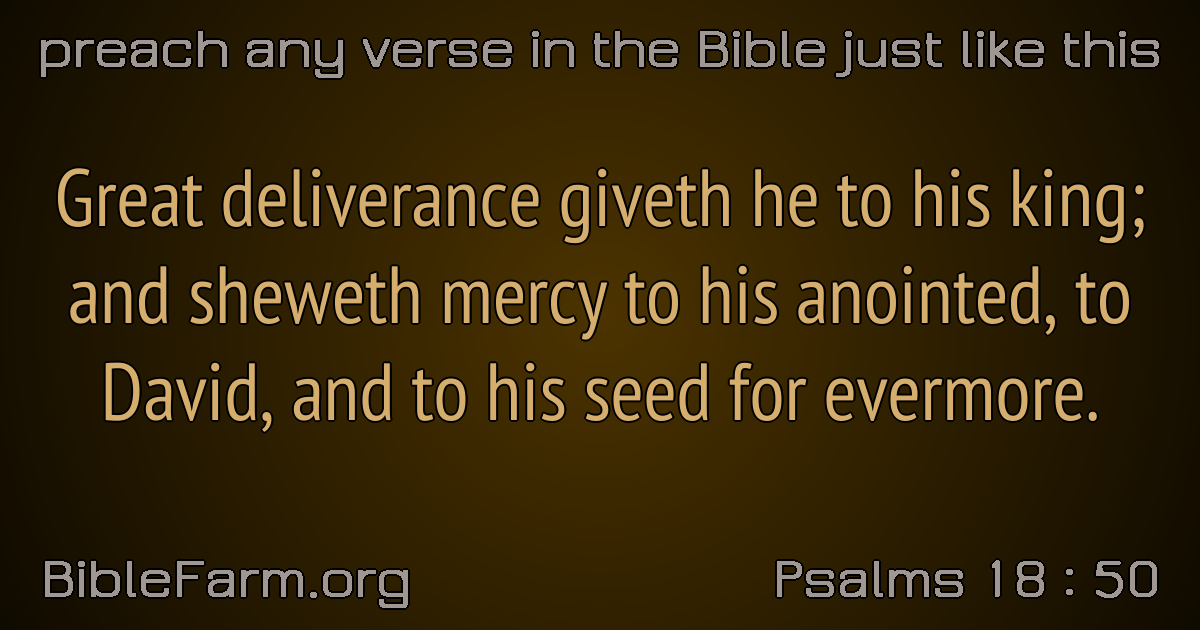 preach any verse in the Bible just like this
Great deliverance giveth he to his king;
and sheweth mercy to his anointed, to
David, and to his seed for evermore.
BibleFarm.org
Psalms 18 : 50